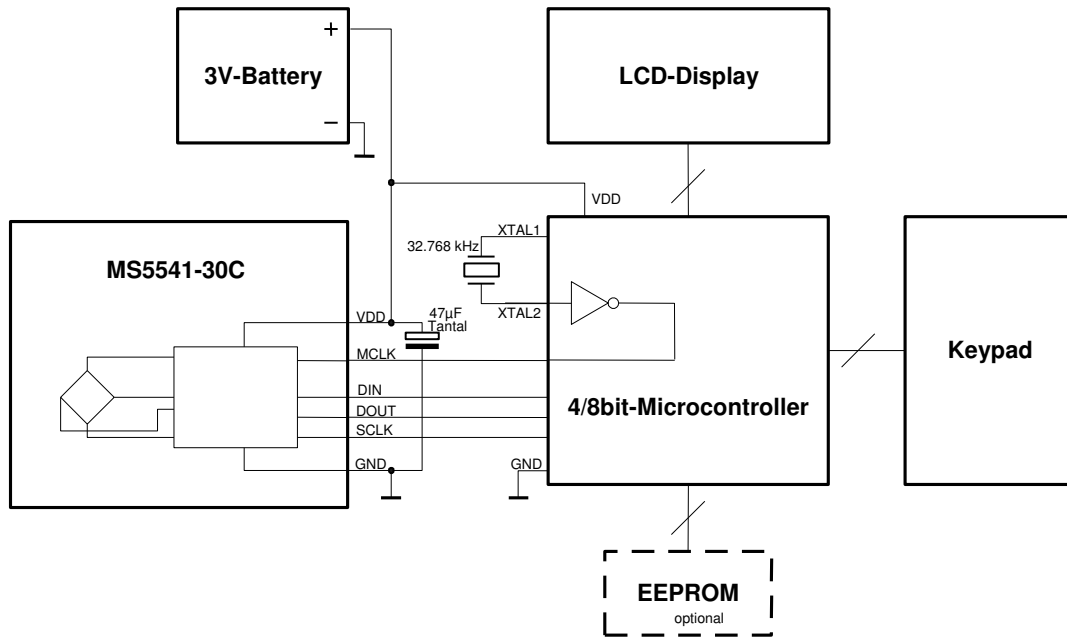 +
3V-Battery
−
LCD-Display
VDD
MS5541-30C
32.768 kHz
XTAL1
XTAL2
VDD
47µF
Tantal
MCLK
DIN
DOUT
SCLK
GND
GND
4/8bit-Microcontroller
Keypad
EEPROM
optional